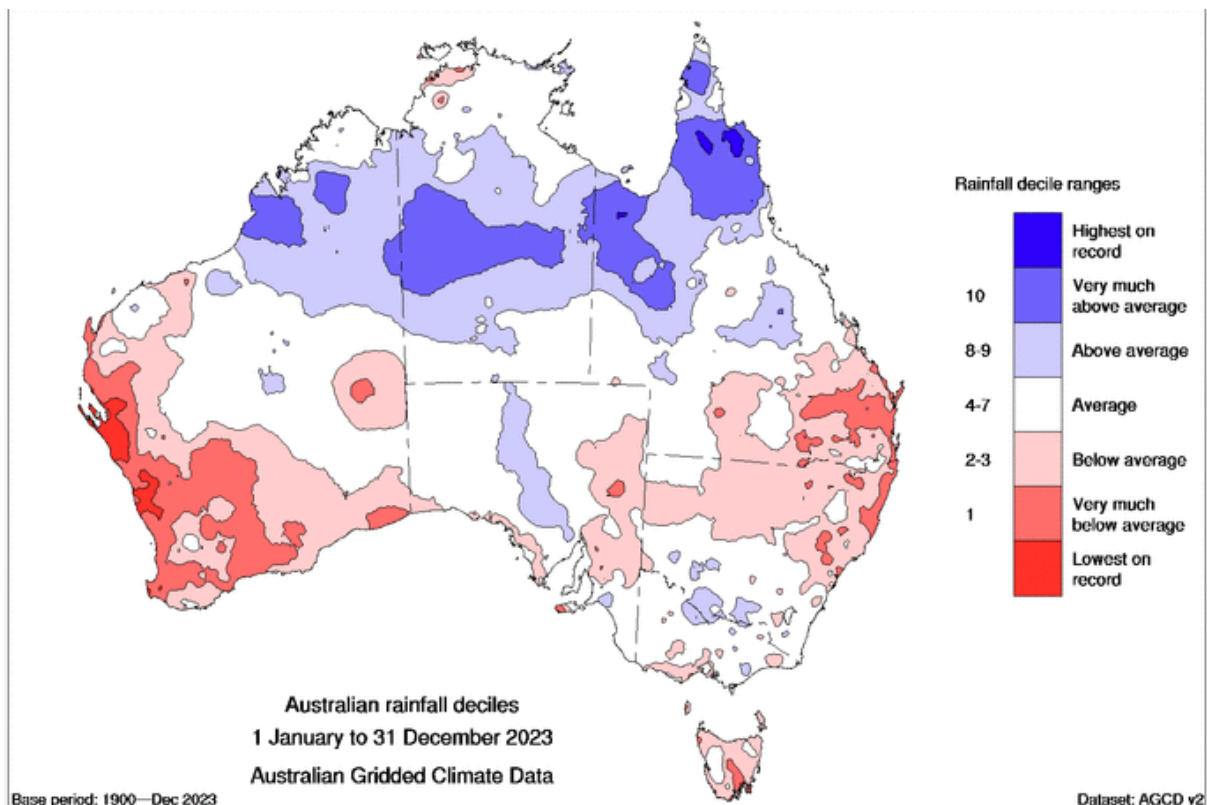 Rainfall decile ranges
Highest on
record
10
Very much
above average
8-9
Above average
4-7
Average
2-3
Below average
1
Very much
below average
Lowest on
record
Australian rainfall deciles
1 January to 31 December 2023
Australian Gridded Climate Data
Base period: 1900—Dec 2023
Dataset: AGCD v2